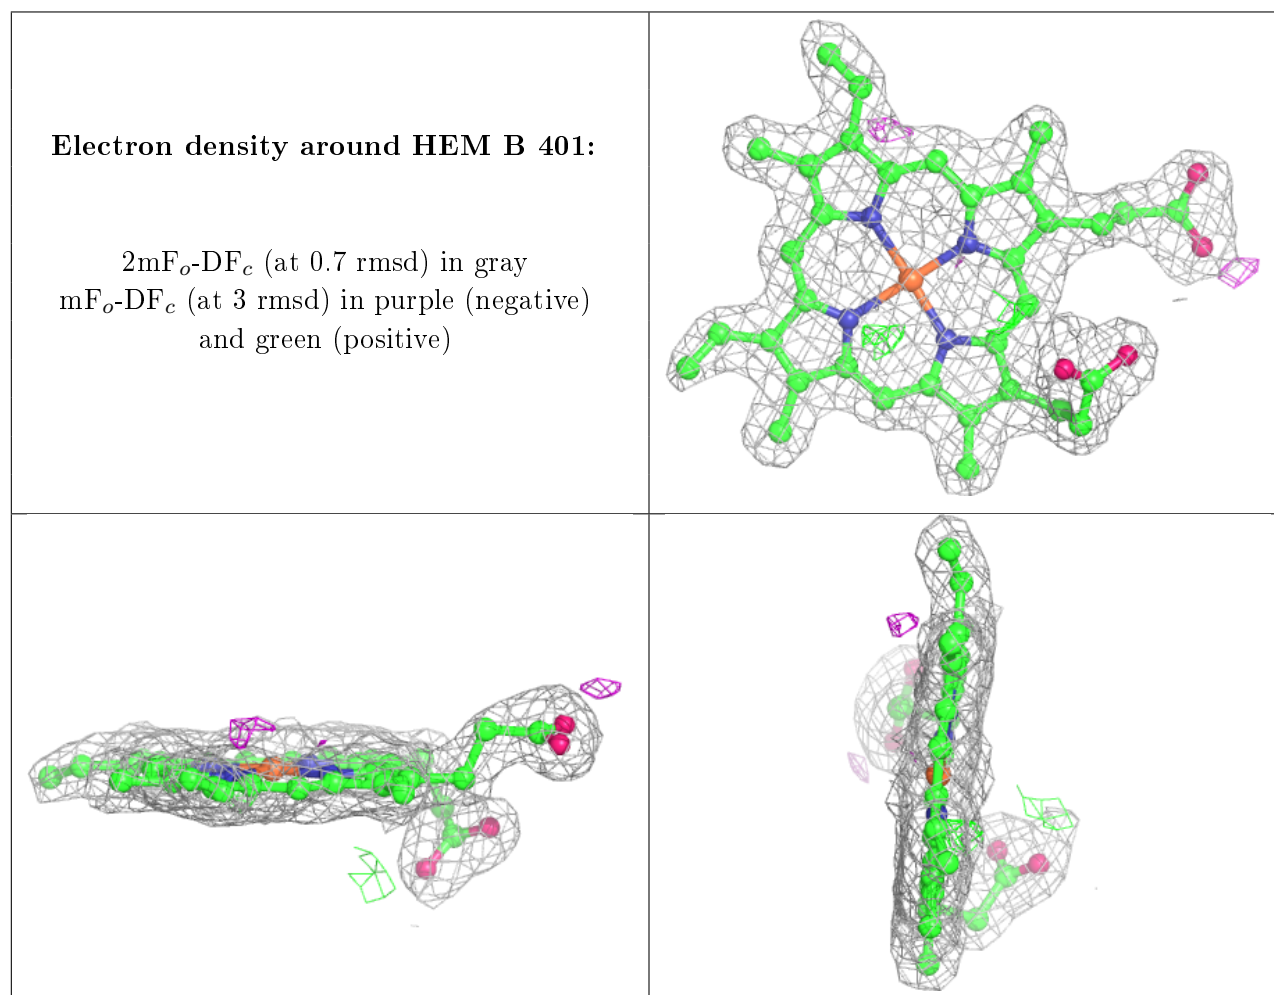 Electron density around HEM B 401:
2mFₒ-DF𝒸 (at 0.7 rmsd) in gray
mFₒ-DF𝒸 (at 3 rmsd) in purple (negative)
and green (positive)